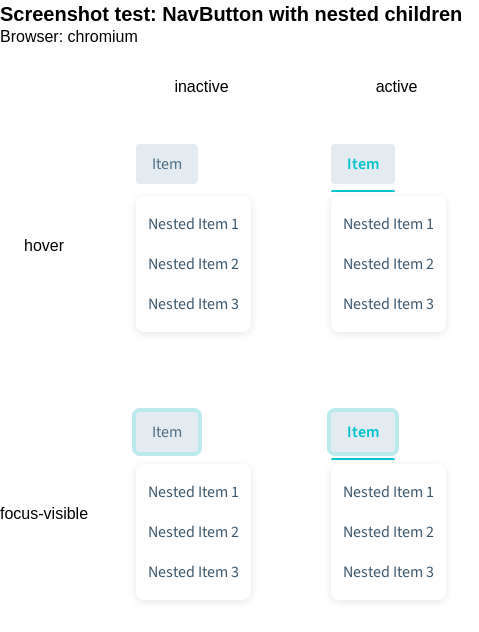 Screenshot test: NavButton with nested children
Browser: chromium
inactive active
Item Item
hover
Nested Item 1 Nested Item 1
Nested Item 2 Nested Item 2
Nested Item 3 Nested Item 3
Item Item
focus-visible
Nested Item 1 Nested Item 1
Nested Item 2 Nested Item 2
Nested Item 3 Nested Item 3